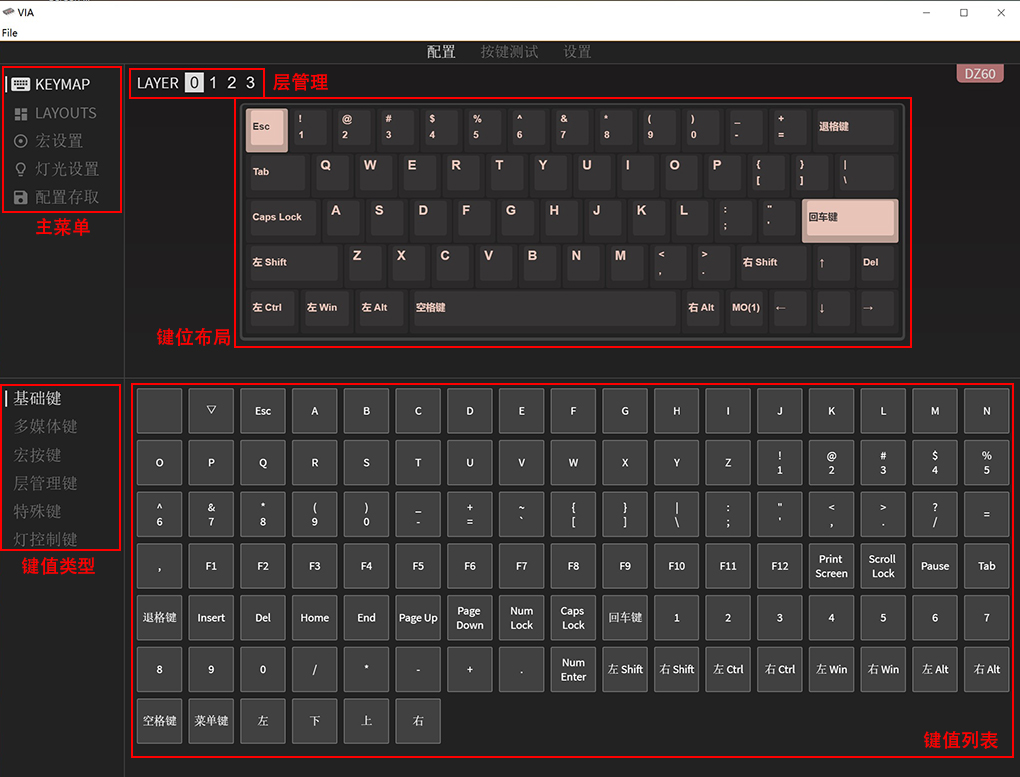 VIA
File
配置 按键测试 设置
DZ60
KEYMAP
LAYOUTS
宏设置
灯光设置
配置存取
主菜单
LAYER 0 1 2 3 层管理
Esc ! 1 @ 2 # 3 $ 4 % 5 ^ 6 & 7 * 8 ( 9 ) 0 _ - + = 退格键
Tab Q W E R T Y U I O P { [ } ] | \
Caps Lock A S D F G H J K L : ; " ' 回车键
左 Shift Z X C V B N M < , > . 右 Shift ↑ Del
左 Ctrl 左 Win 左 Alt 空格键 右 Alt MO(1) ← ↓ →
键位布局
基础键
多媒体键
宏按键
层管理键
特殊键
灯控制键
键值类型
▽ Esc A B C D E F G H I J K L M N
O P Q R S T U V W X Y Z ! 1 @ 2 # 3 $ 4 % 5
^ 6 & 7 * 8 ( 9 ) 0 _ - + = ~ ` { [ } ] | \ : ; " ' < , > . ? / =
, F1 F2 F3 F4 F5 F6 F7 F8 F9 F10 F11 F12 Print Screen Scroll Lock Pause Tab
退格键 Insert Del Home End Page Up Page Down Num Lock Caps Lock 回车键 1 2 3 4 5 6 7
8 9 0 / * - + . Num Enter 左 Shift 右 Shift 左 Ctrl 右 Ctrl 左 Win 右 Win 左 Alt 右 Alt
空格键 菜单键 左 下 上 右
键值列表